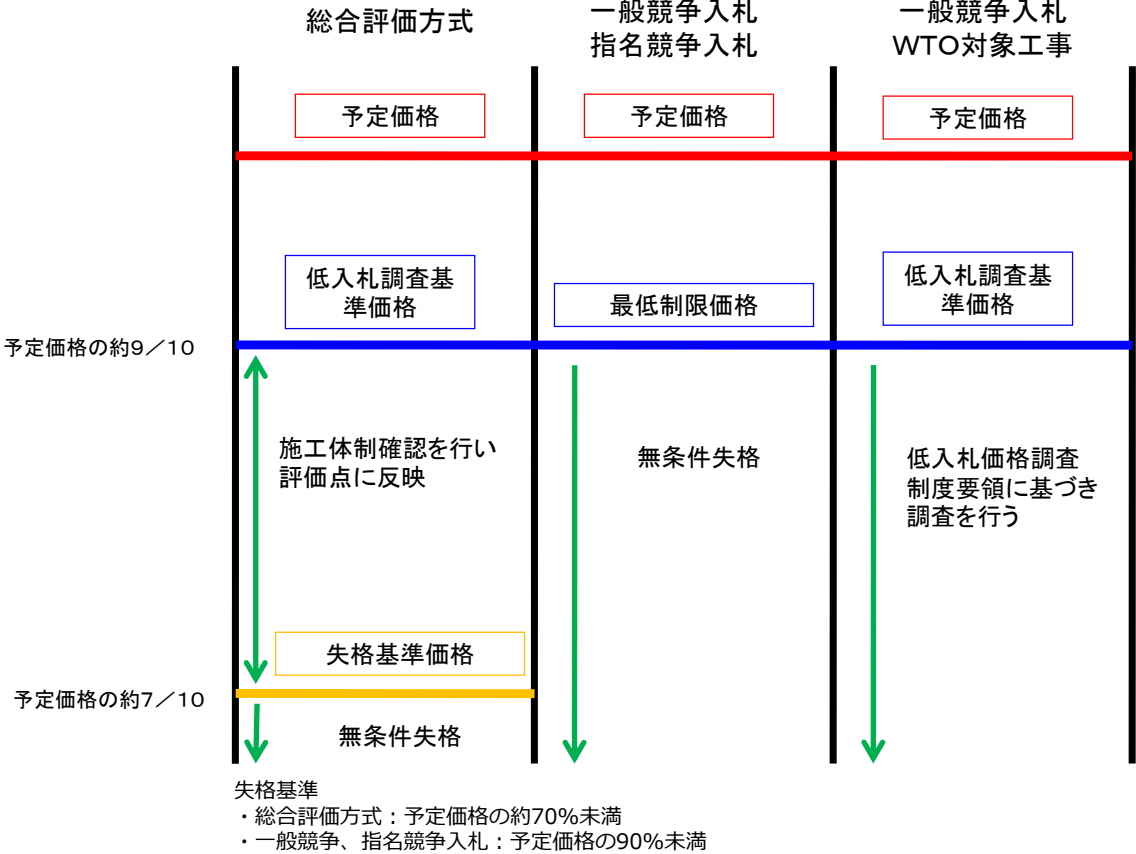 総合評価方式
一般競争入札
指名競争入札
一般競争入札
WTO対象工事
予定価格
予定価格
予定価格
低入札調査基
準価格
最低制限価格
低入札調査基
準価格
予定価格の約9／10
施工体制確認を行い
評価点に反映
無条件失格
低入札価格調査
制度要領に基づき
調査を行う
失格基準価格
予定価格の約7／10
無条件失格
失格基準
・総合評価方式：予定価格の約70%未満
・一般競争、指名競争入札：予定価格の90%未満